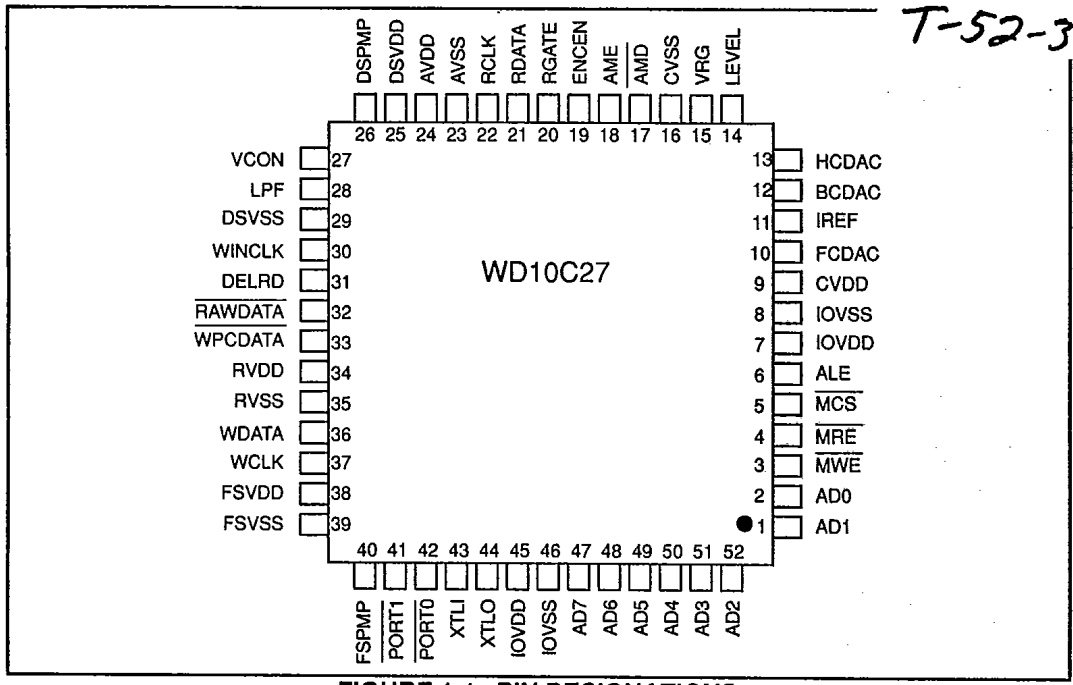 T-52-3
DSPMP DSVDD AVDD AVSS RCLK RDATA RGATE ENCEN AME AMD CVSS VRG LEVEL
26 25 24 23 22 21 20 19 18 17 16 15 14
VCON 27 13 HCDAC
LPF 28 12 BCDAC
DSVSS 29 11 IREF
WINCLK 30 10 FCDAC
DELRD 31 9 CVDD
RAWDATA 32 8 IOVSS
WPCDATA 33 7 IOVDD
RVDD 34 6 ALE
RVSS 35 5 MCS
WDATA 36 4 MRE
WCLK 37 3 MWE
FSVDD 38 2 AD0
FSVSS 39 1 AD1
WD10C27
40 41 42 43 44 45 46 47 48 49 50 51 52
FSPMP PORT1 PORT0 XTLI XTLO IOVDD IOVSS AD7 AD6 AD5 AD4 AD3 AD2